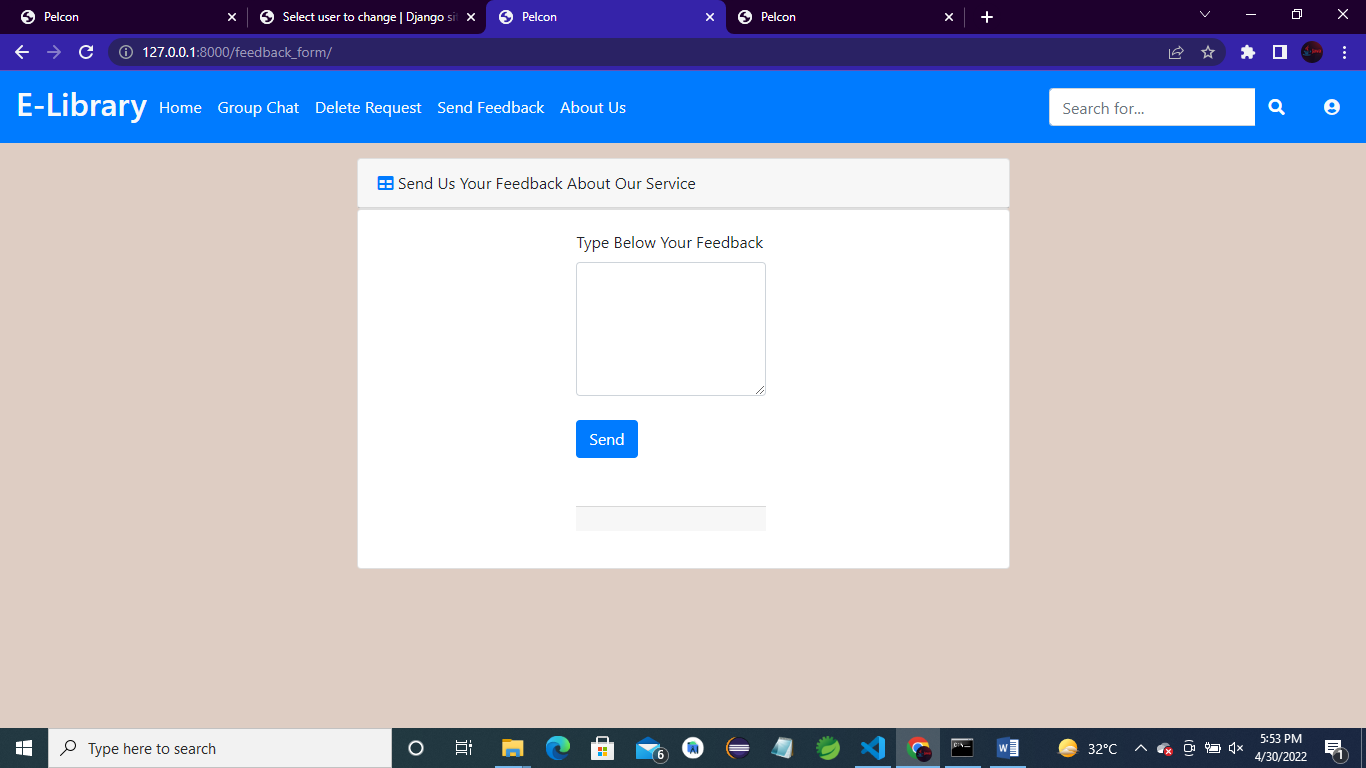 Pelcon
Select user to change | Django si
Pelcon
Pelcon
127.0.0.1:8000/feedback_form/
E-Library Home Group Chat Delete Request Send Feedback About Us Search for...
Send Us Your Feedback About Our Service
Type Below Your Feedback
Send
Type here to search
6
32°C
5:53 PM
4/30/2022
1